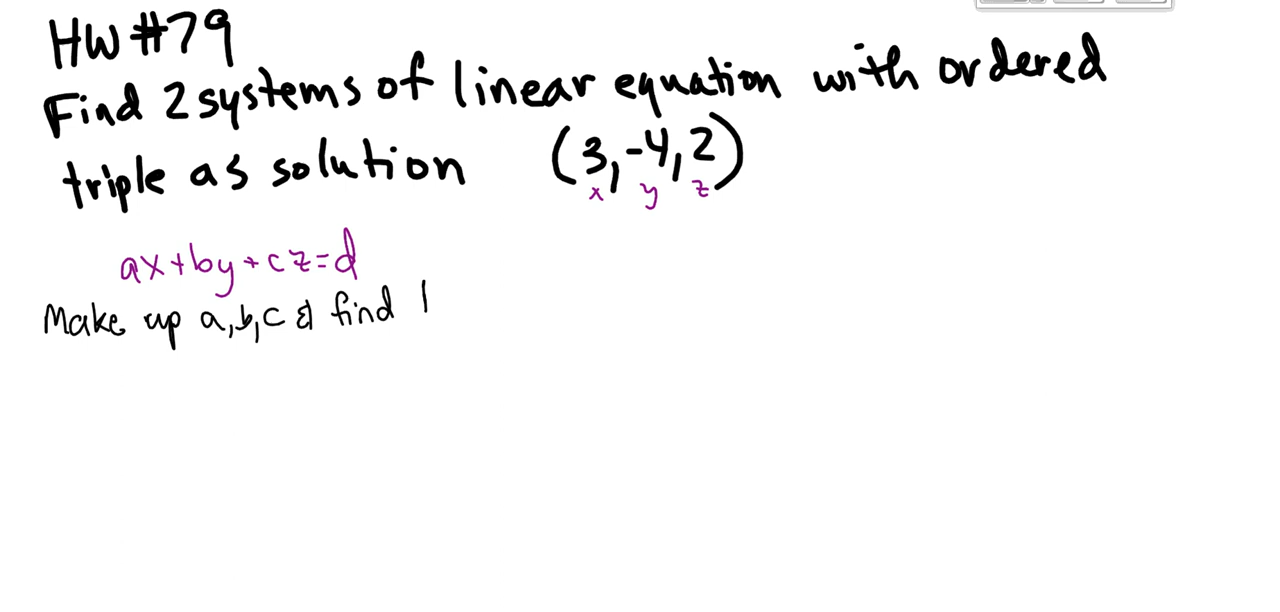 HW #79
Find 2 systems of linear equation with ordered
triple as solution (3, -4, 2)
x y z
ax+by+cz=d
Make up a, b, c & find